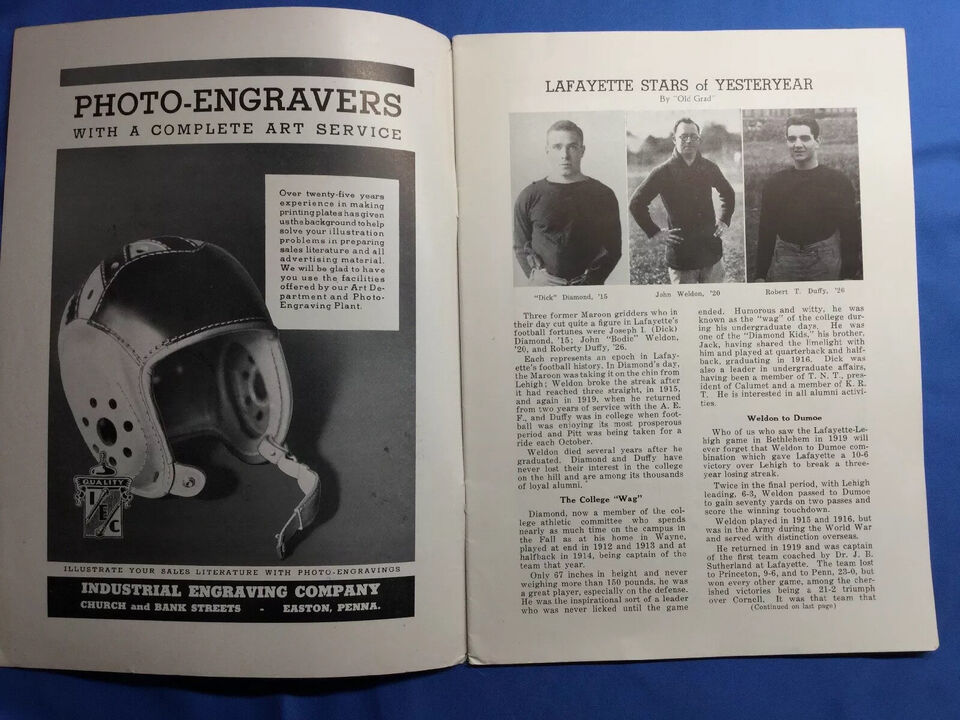 PHOTO-ENGRAVERS
WITH A COMPLETE ART SERVICE
Over twenty-five years
experience in making
printing plates has given
us the background to help
solve your illustration
problems in preparing
sales literature and all
advertising material.
We will be glad to have
you use the facilities
offered by our Art De-
partment and Photo-
Engraving Plant.
QUALITY
IEC
ILLUSTRATE YOUR SALES LITERATURE WITH PHOTO-ENGRAVINGS
INDUSTRIAL ENGRAVING COMPANY
CHURCH and BANK STREETS - EASTON, PENNA.
LAFAYETTE STARS of YESTERYEAR
By "Old Grad"
"Dick" Diamond, '15
John Weldon, '20
Robert T. Duffy, '26
Three former Maroon gridders who in
their day cut quite a figure in Lafayette's
football fortunes were Joseph I. (Dick)
Diamond, '15; John "Bodie" Weldon,
'20, and Roberty Duffy, '26.
Each represents an epoch in Lafay-
ette's football history. In Diamond's day,
the Maroon was taking it on the chin from
Lehigh; Weldon broke the streak after
it had reached three straight, in 1915,
and again in 1919, when he returned
from two years of service with the A. E.
F., and Duffy was in college when foot-
ball was enjoying its most prosperous
period and Pitt was being taken for a
ride each October.
Weldon died several years after he
graduated. Diamond and Duffy have
never lost their interest in the college
on the hill and are among its thousands
of loyal alumni.
The College "Wag"
Diamond, now a member of the col-
lege athletic committee who spends
nearly as much time on the campus in
the Fall as at his home in Wayne,
played at end in 1912 and 1913 and at
halfback in 1914, being captain of the
team that year.
Only 67 inches in height and never
weighing more than 150 pounds, he was
a great player, especially on the defense.
He was the inspirational sort of a leader
who was never licked until the game
ended. Humorous and witty, he was
known as the "wag" of the college dur-
ing his undergraduate days. He was
one of the "Diamond Kids," his brother,
Jack, having shared the limelight with
him and played at quarterback and half-
back, graduating in 1916. Dick was
also a leader in undergraduate affairs,
having been a member of T. N. T., pres-
ident of Calumet and a member of K. R.
T. He is interested in all alumni activi-
ties.
Weldon to Dumoe
Who of us who saw the Lafayette-Le-
high game in Bethlehem in 1919 will
ever forget that Weldon to Dumoe com-
bination which gave Lafayette a 10-6
victory over Lehigh to break a three-
year losing streak.
Twice in the final period, with Lehigh
leading, 6-3, Weldon passed to Dumoe
to gain seventy yards on two passes and
score the winning touchdown.
Weldon played in 1915 and 1916, but
was in the Army during the World War
and served with distinction overseas.
He returned in 1919 and was captain
of the first team coached by Dr. J. B.
Sutherland at Lafayette. The team lost
to Princeton, 9-6, and to Penn, 23-0, but
won every other game, among the cher-
ished victories being a 21-2 triumph
over Cornell. It was that team that
(Continued on last page)